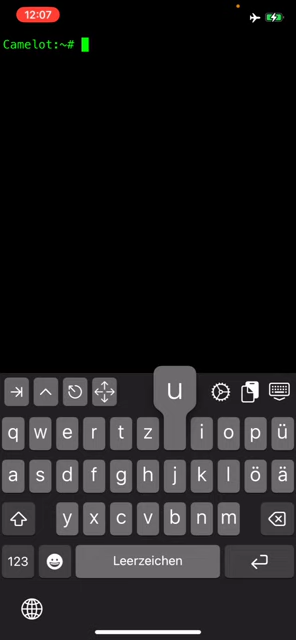 12:07
Camelot:~#
u
q w e r t z i o p ü
a s d f g h j k l ö ä
y x c v b n m
123 Leerzeichen